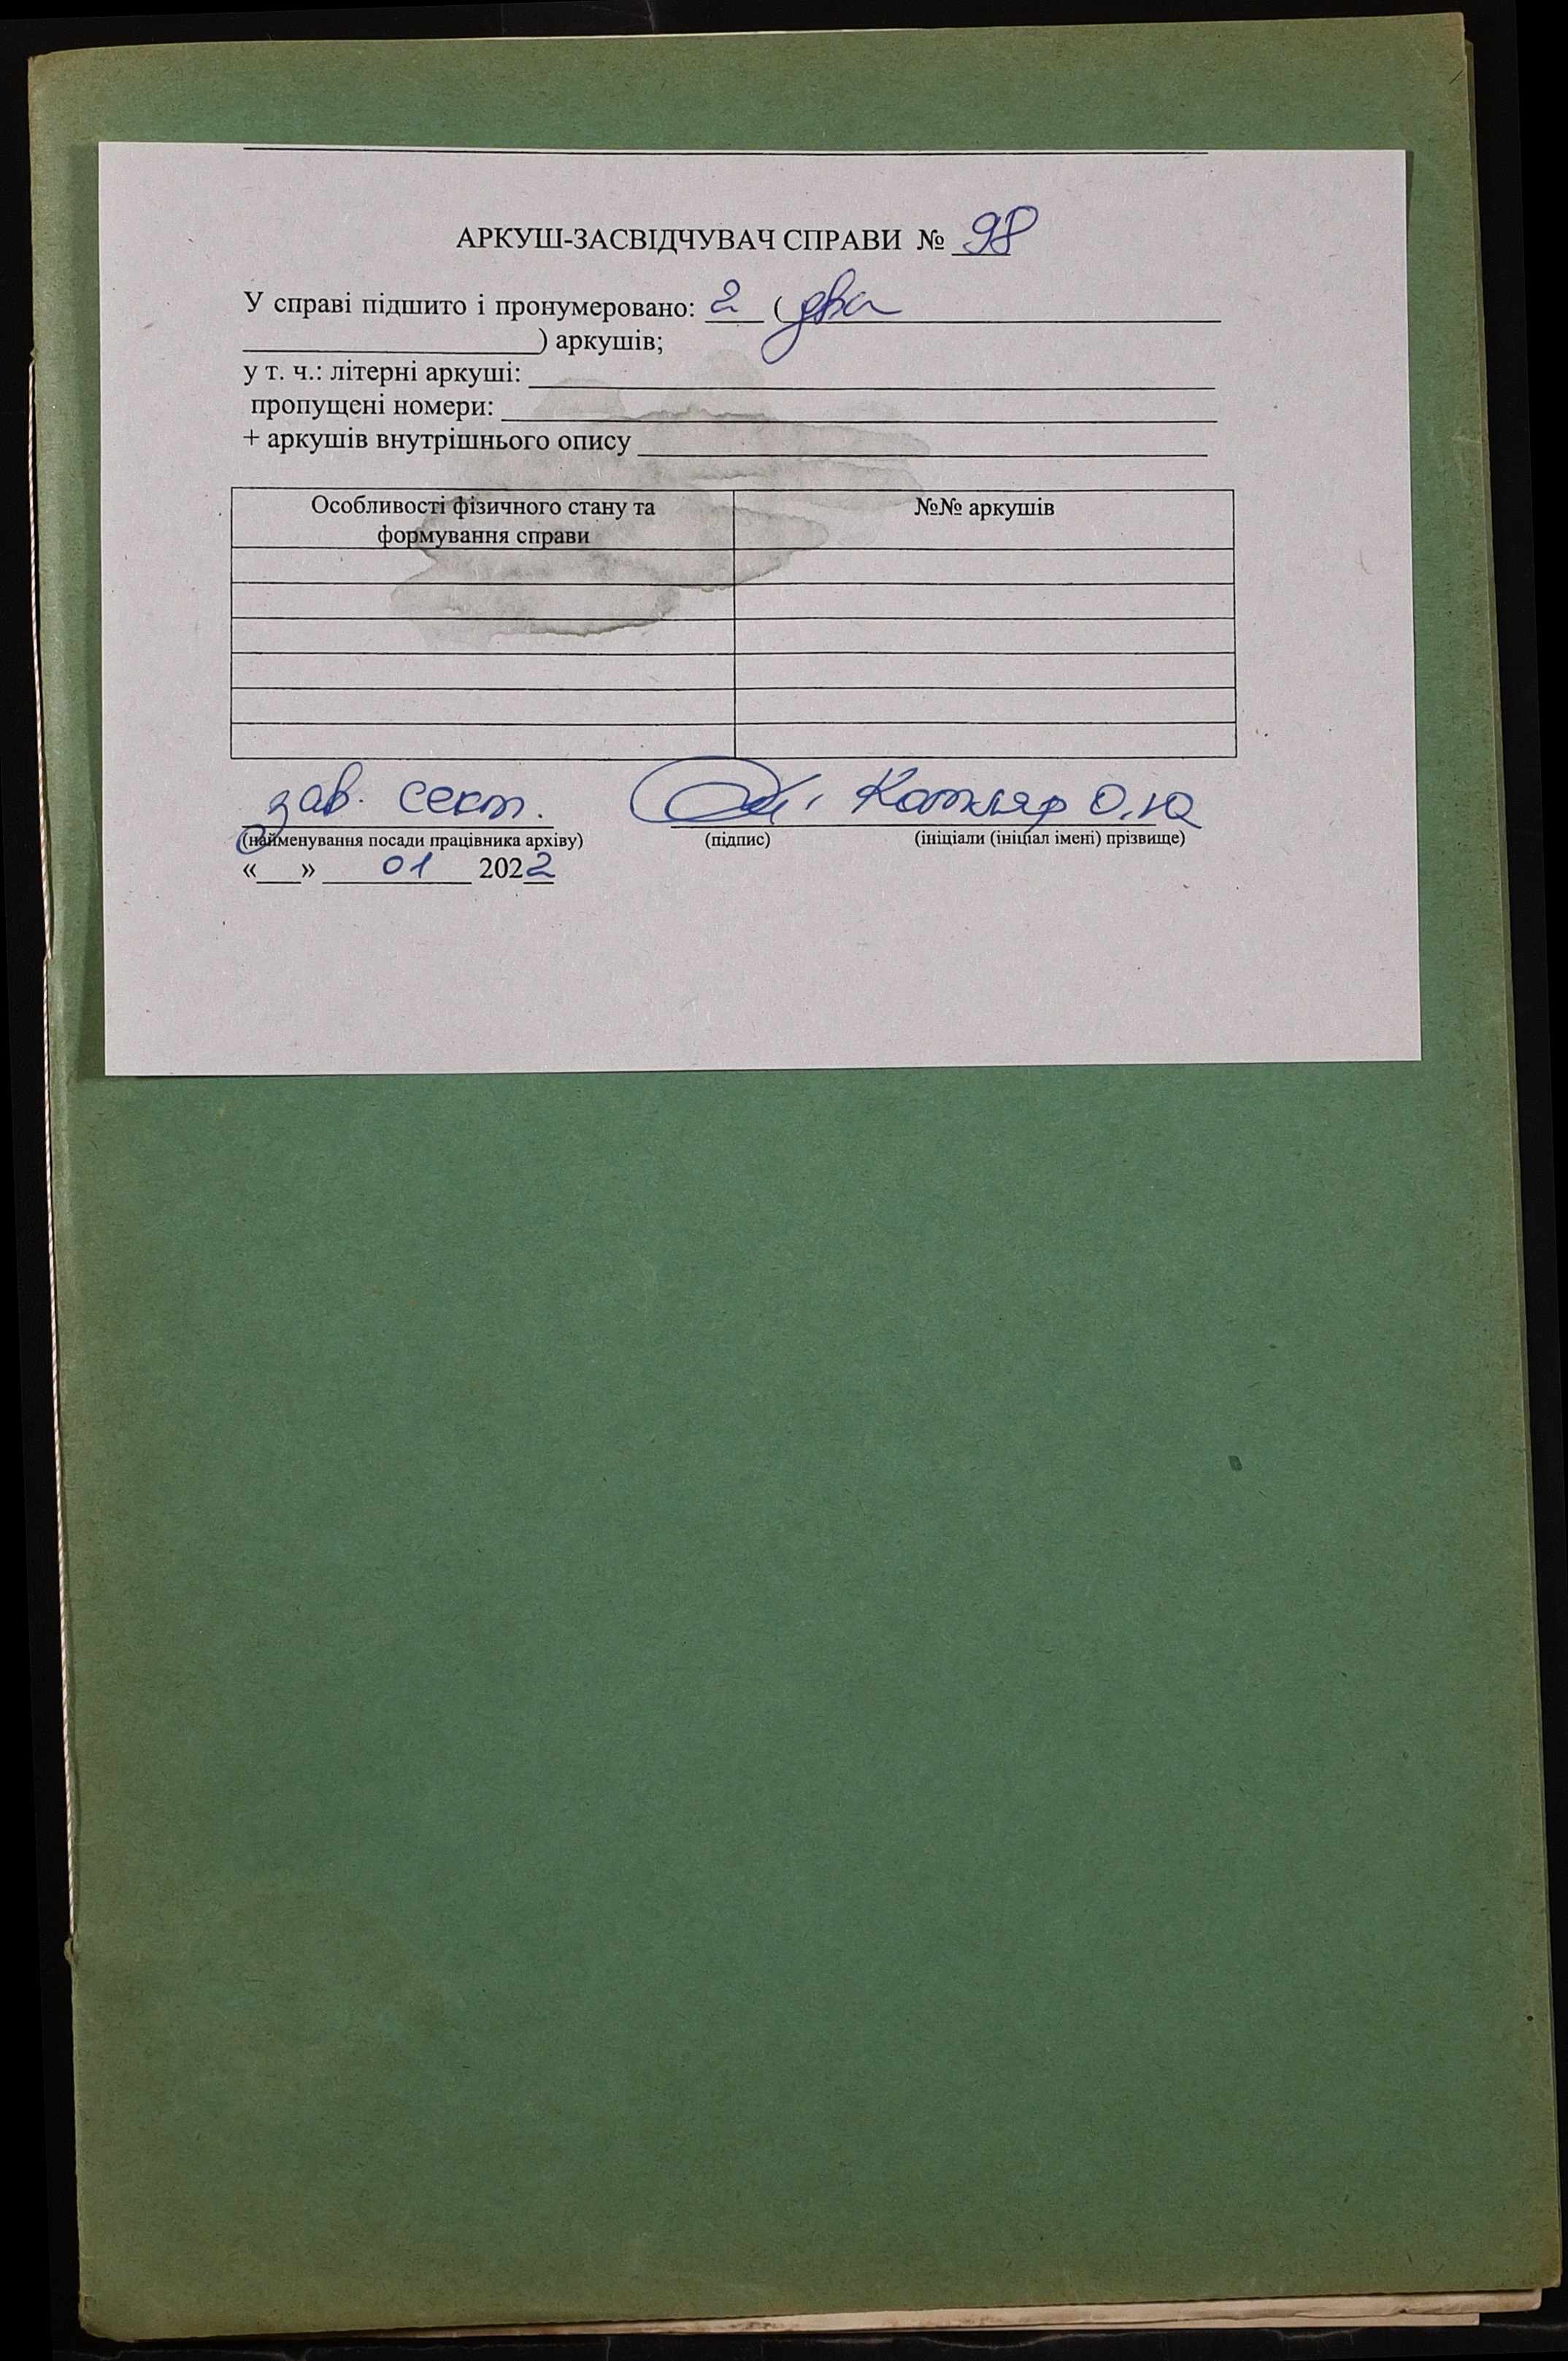 АРКУШ-ЗАСВІДЧУВАЧ СПРАВИ № 98
У справі підшито і пронумеровано: 2 ( два
) аркушів;
у т. ч.: літерні аркуші:
пропущені номери:
+ аркушів внутрішнього опису
Особливості фізичного стану та
формування справи
№№ аркушів
зав. сект. Котляр О.Ю
(найменування посади працівника архіву) (підпис) (ініціали (ініціал імені) прізвище)
«___» 01 2022